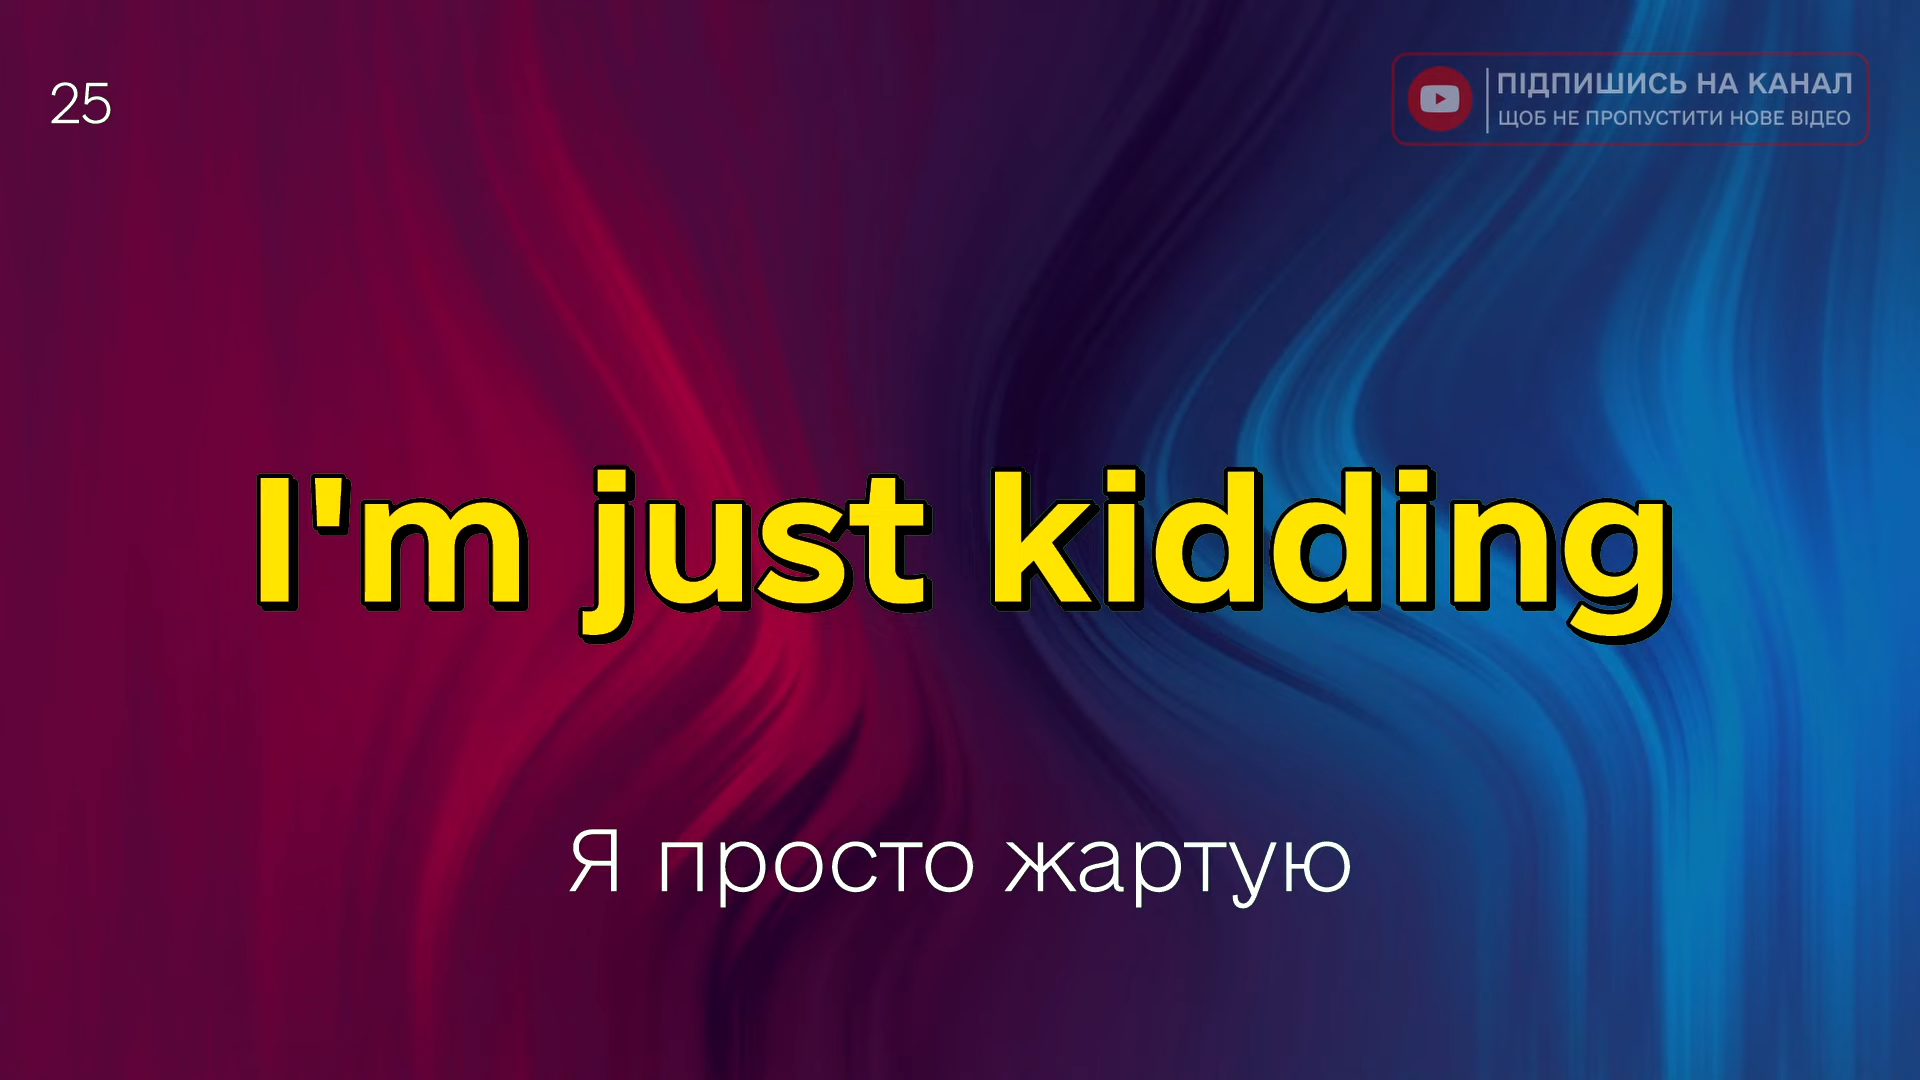 25
ПІДПИШИСЬ НА КАНАЛ
ЩОБ НЕ ПРОПУСТИТИ НОВЕ ВІДЕО
I'm just kidding
Я просто жартую